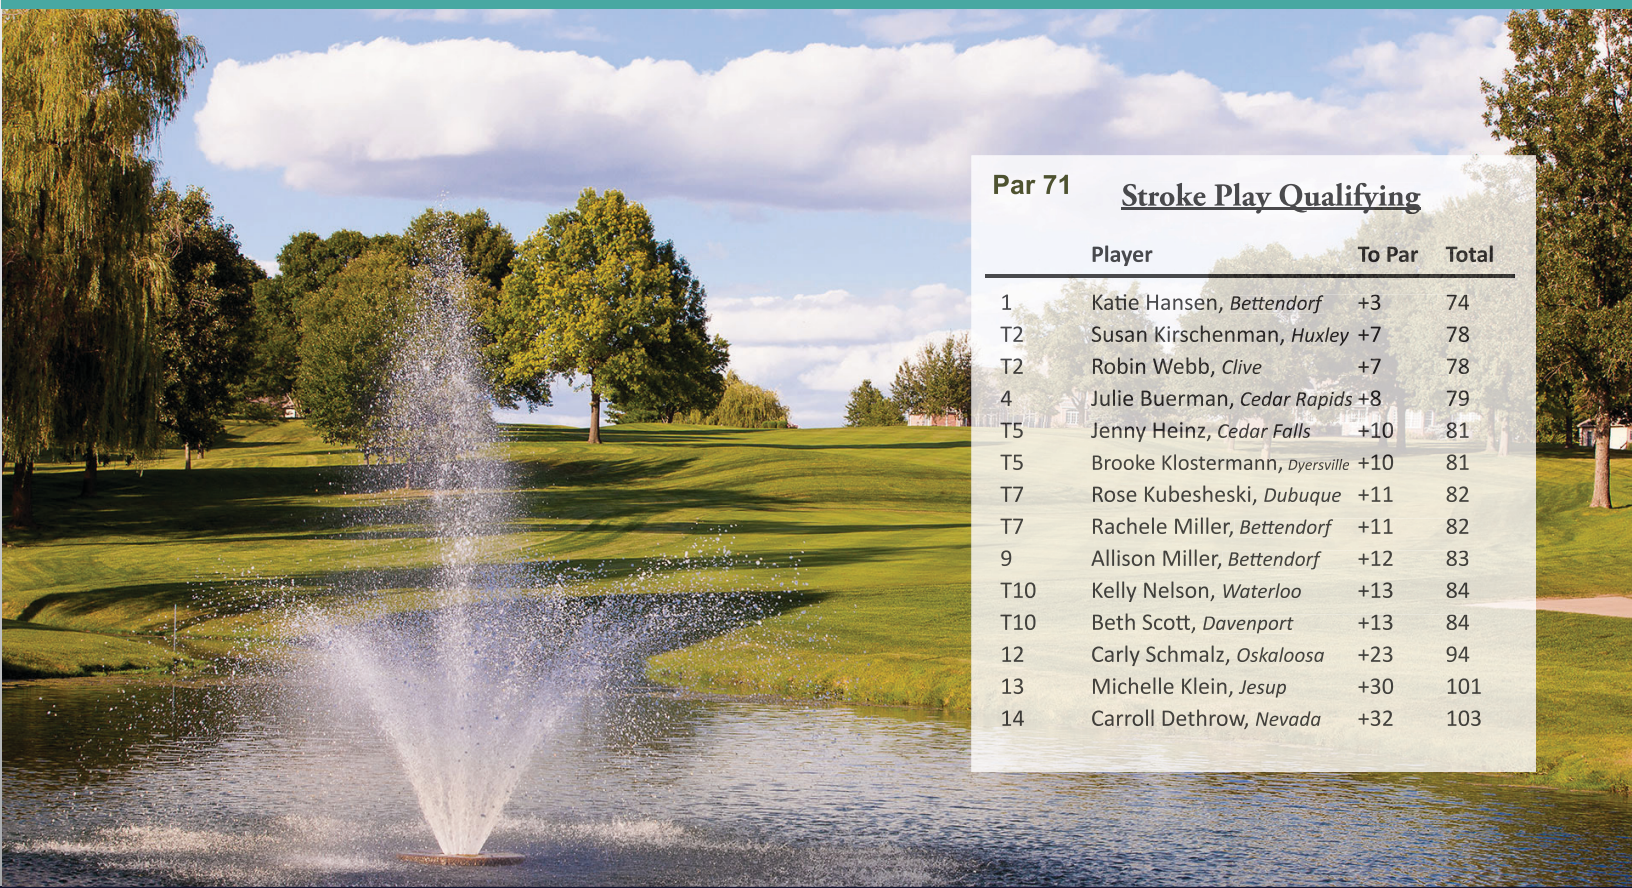 Par 71
Stroke Play Qualifying
Player To Par Total
1 Katie Hansen, Bettendorf +3 74
T2 Susan Kirschenman, Huxley +7 78
T2 Robin Webb, Clive +7 78
4 Julie Buerman, Cedar Rapids +8 79
T5 Jenny Heinz, Cedar Falls +10 81
T5 Brooke Klostermann, Dyersville +10 81
T7 Rose Kubesheski, Dubuque +11 82
T7 Rachele Miller, Bettendorf +11 82
9 Allison Miller, Bettendorf +12 83
T10 Kelly Nelson, Waterloo +13 84
T10 Beth Scott, Davenport +13 84
12 Carly Schmalz, Oskaloosa +23 94
13 Michelle Klein, Jesup +30 101
14 Carroll Dethrow, Nevada +32 103